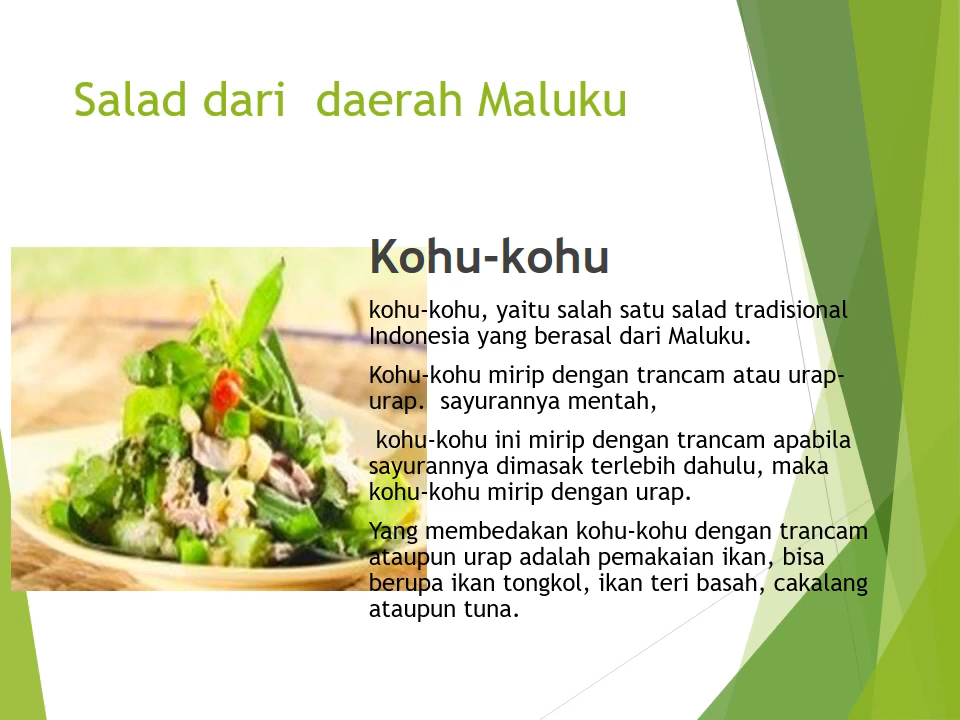 Salad dari  daerah Maluku
Kohu-kohu
kohu-kohu, yaitu salah satu salad tradisional
Indonesia yang berasal dari Maluku.
Kohu-kohu mirip dengan trancam atau urap-
urap.  sayurannya mentah,
kohu-kohu ini mirip dengan trancam apabila
sayurannya dimasak terlebih dahulu, maka
kohu-kohu mirip dengan urap.
Yang membedakan kohu-kohu dengan trancam
ataupun urap adalah pemakaian ikan, bisa
berupa ikan tongkol, ikan teri basah, cakalang
ataupun tuna.